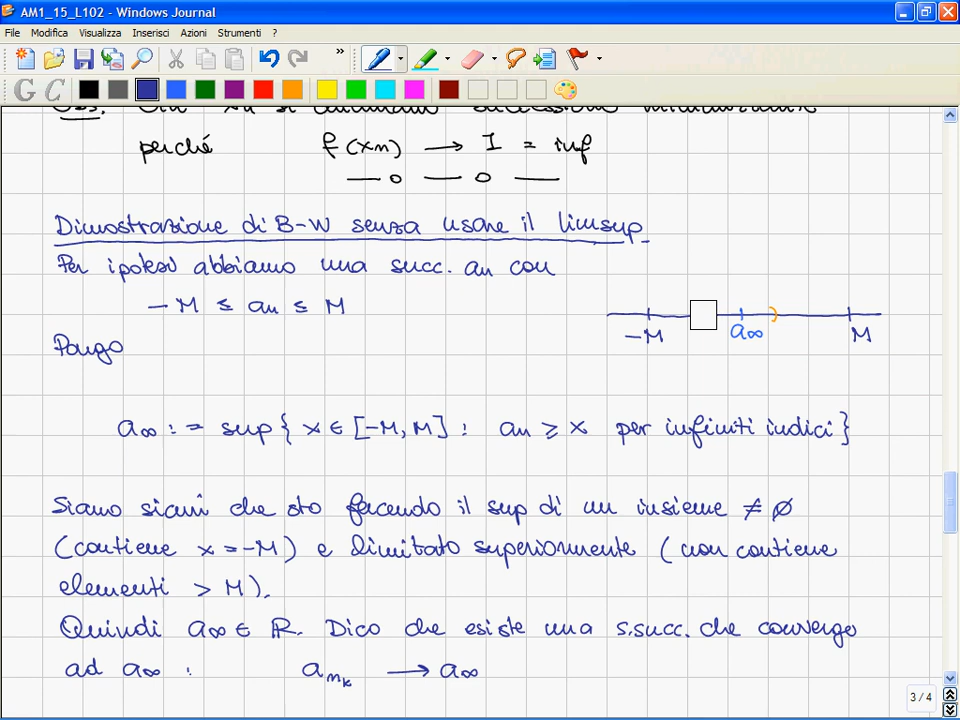 AM1_15_L102 - Windows Journal
File Modifica Visualizza Inserisci Azioni Strumenti ?
Oss.
perché f(xn) → I = inf
Dimostrazione di B-W senza usare il limsup.
Per ipotesi abbiamo una succ. an con
-M ≤ an ≤ M
-M a∞ M
Pongo
a∞ := sup{ x ∈ [-M, M] : an ≥ x per infiniti indici }
Siamo sicuri che sto facendo il sup di un insieme ≠ ∅
(contiene x = -M) e limitato superiormente (non contiene
elementi > M).
Quindi a∞ ∈ ℝ. Dico che esiste una s.succ. che converge
ad a∞ : a_{n_k} → a∞
3 / 4